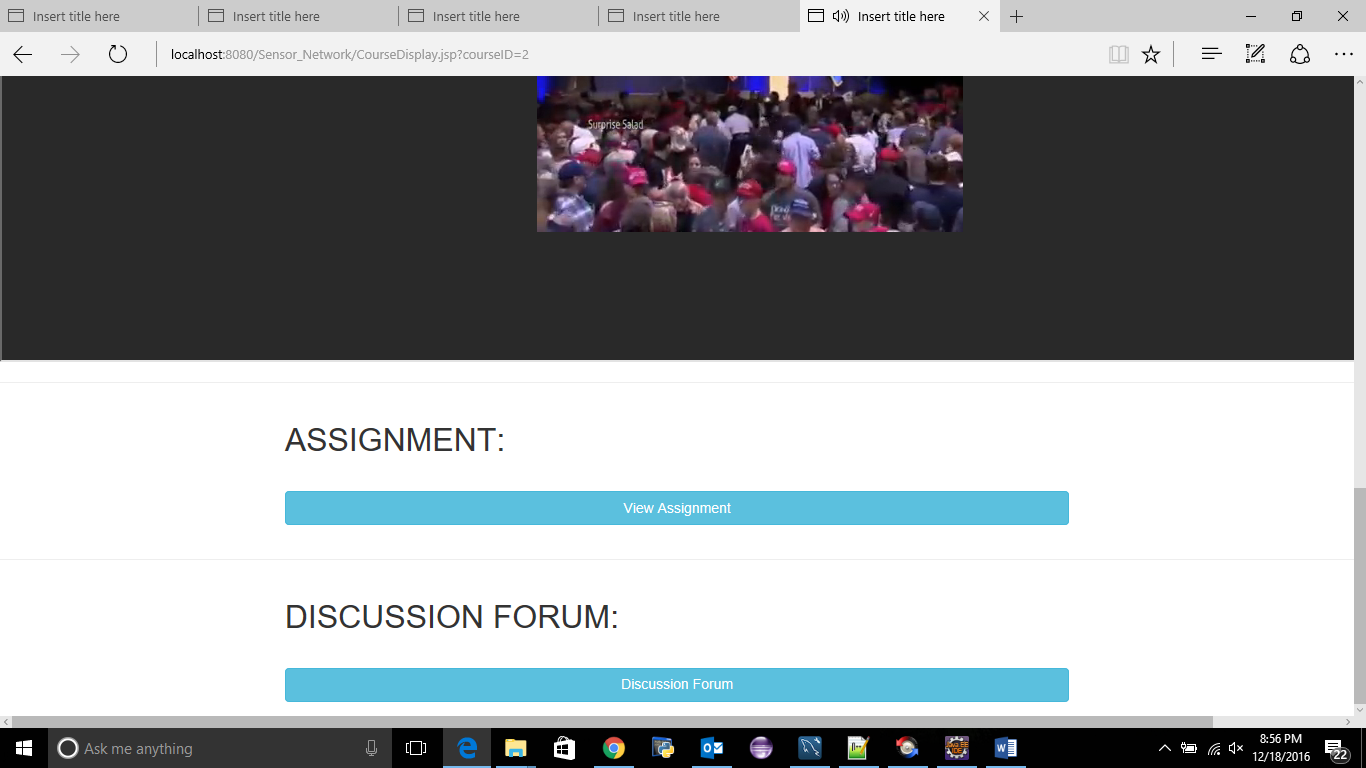 Insert title here
Insert title here
Insert title here
Insert title here
Insert title here
localhost:8080/Sensor_Network/CourseDisplay.jsp?courseID=2
Surprise Salad
ASSIGNMENT:
View Assignment
DISCUSSION FORUM:
Discussion Forum
Ask me anything
8:56 PM
12/18/2016
22